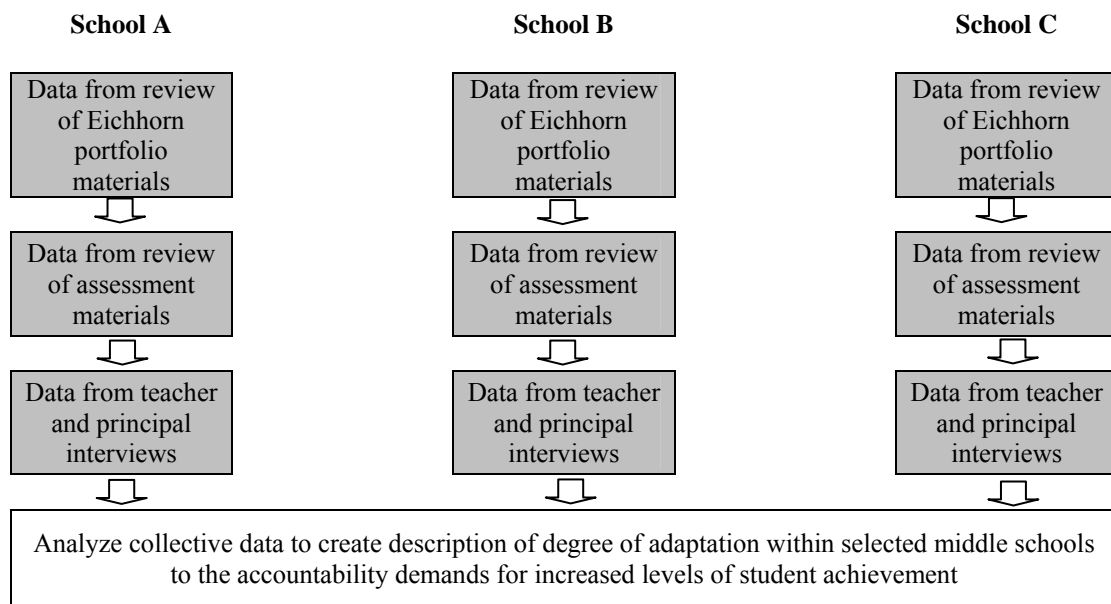 School A
School B
School C
Data from review
of Eichhorn
portfolio
materials
Data from review
of Eichhorn
portfolio
materials
Data from review
of Eichhorn
portfolio
materials
Data from review
of assessment
materials
Data from review
of assessment
materials
Data from review
of assessment
materials
Data from teacher
and principal
interviews
Data from teacher
and principal
interviews
Data from teacher
and principal
interviews
Analyze collective data to create description of degree of adaptation within selected middle schools
to the accountability demands for increased levels of student achievement